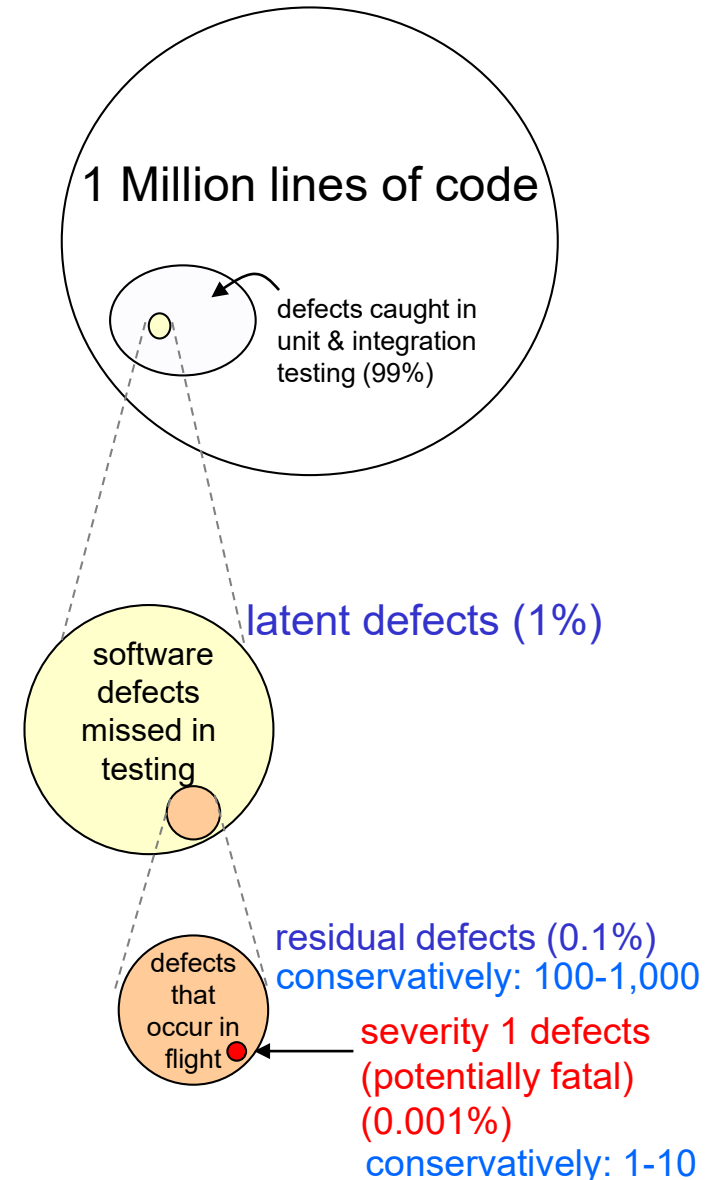 1 Million lines of code
defects caught in
unit & integration
testing (99%)
latent defects (1%)
software
defects
missed in
testing
residual defects (0.1%)
conservatively: 100-1,000
defects
that
occur in
flight
severity 1 defects
(potentially fatal)
(0.001%)
conservatively: 1-10